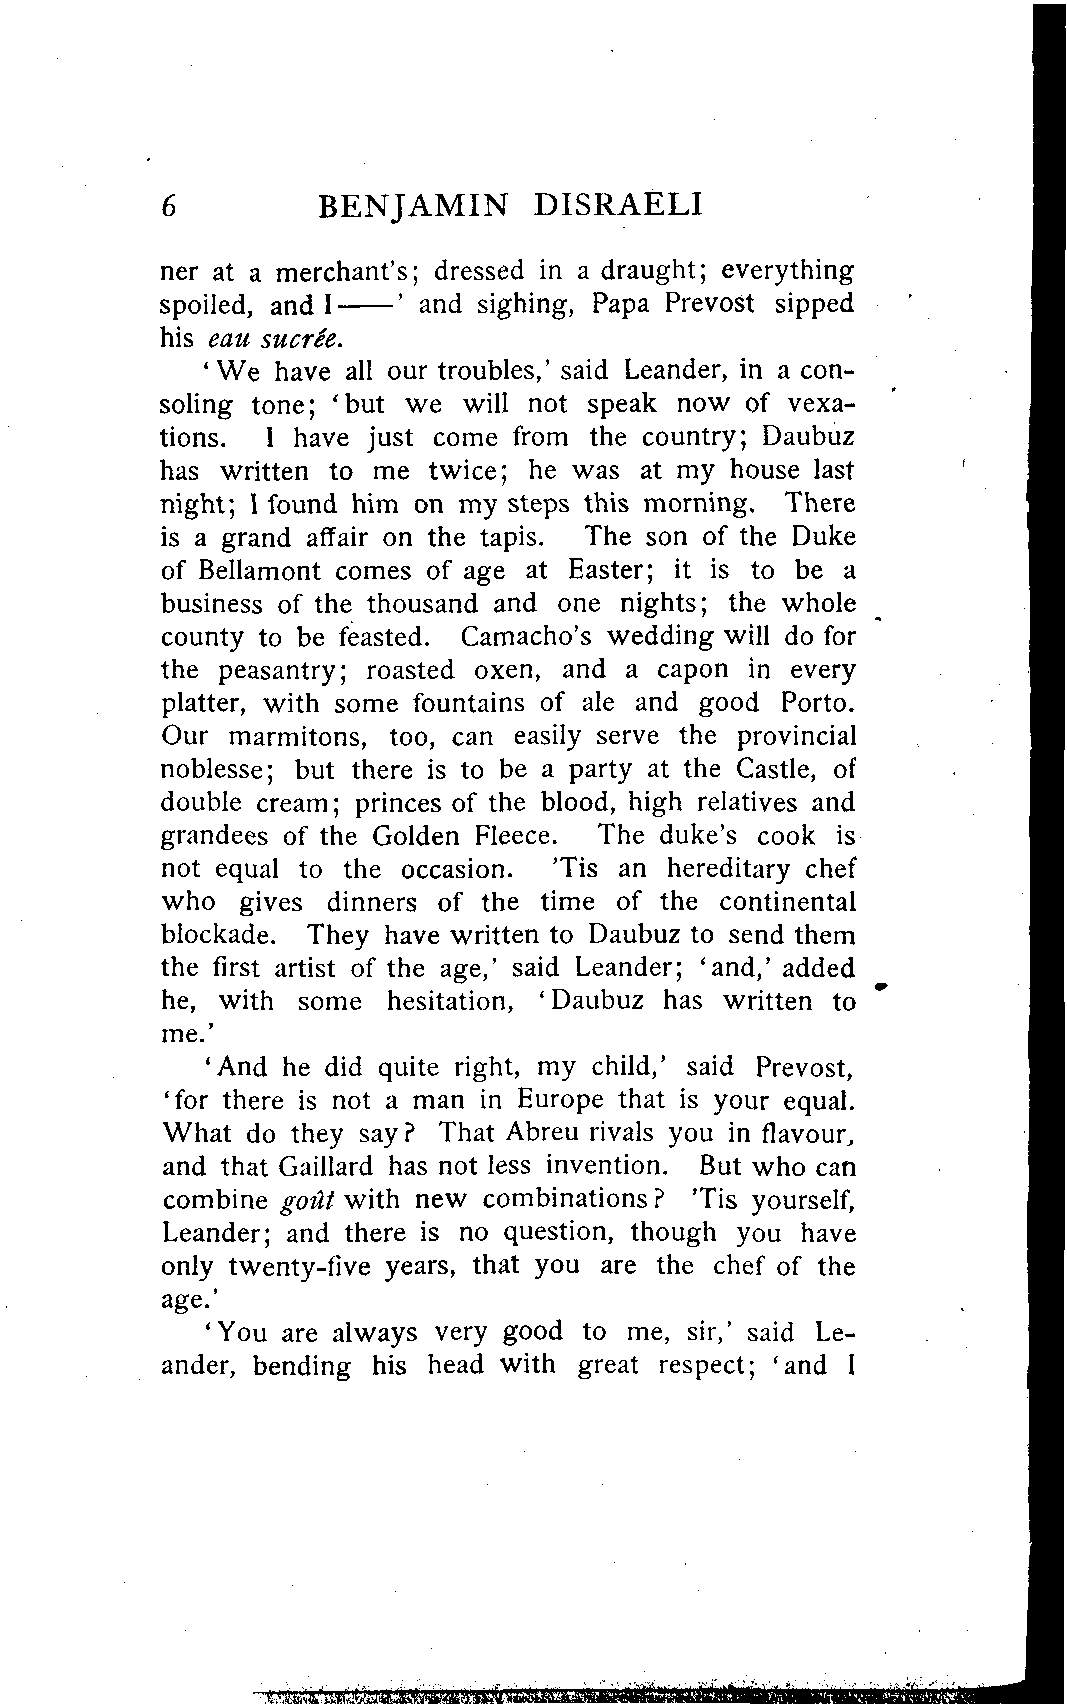 6 BENJAMIN DISRAELI
ner at a merchant's; dressed in a draught; everything
spoiled, and I——' and sighing, Papa Prevost sipped
his eau sucrée.
'We have all our troubles,' said Leander, in a con-
soling tone; 'but we will not speak now of vexa-
tions. I have just come from the country; Daubuz
has written to me twice; he was at my house last
night; I found him on my steps this morning. There
is a grand affair on the tapis. The son of the Duke
of Bellamont comes of age at Easter; it is to be a
business of the thousand and one nights; the whole
county to be feasted. Camacho's wedding will do for
the peasantry; roasted oxen, and a capon in every
platter, with some fountains of ale and good Porto.
Our marmitons, too, can easily serve the provincial
noblesse; but there is to be a party at the Castle, of
double cream; princes of the blood, high relatives and
grandees of the Golden Fleece. The duke's cook is
not equal to the occasion. 'Tis an hereditary chef
who gives dinners of the time of the continental
blockade. They have written to Daubuz to send them
the first artist of the age,' said Leander; 'and,' added
he, with some hesitation, 'Daubuz has written to
me.'
'And he did quite right, my child,' said Prevost,
'for there is not a man in Europe that is your equal.
What do they say? That Abreu rivals you in flavour,
and that Gaillard has not less invention. But who can
combine goût with new combinations? 'Tis yourself,
Leander; and there is no question, though you have
only twenty-five years, that you are the chef of the
age.'
'You are always very good to me, sir,' said Le-
ander, bending his head with great respect; 'and I